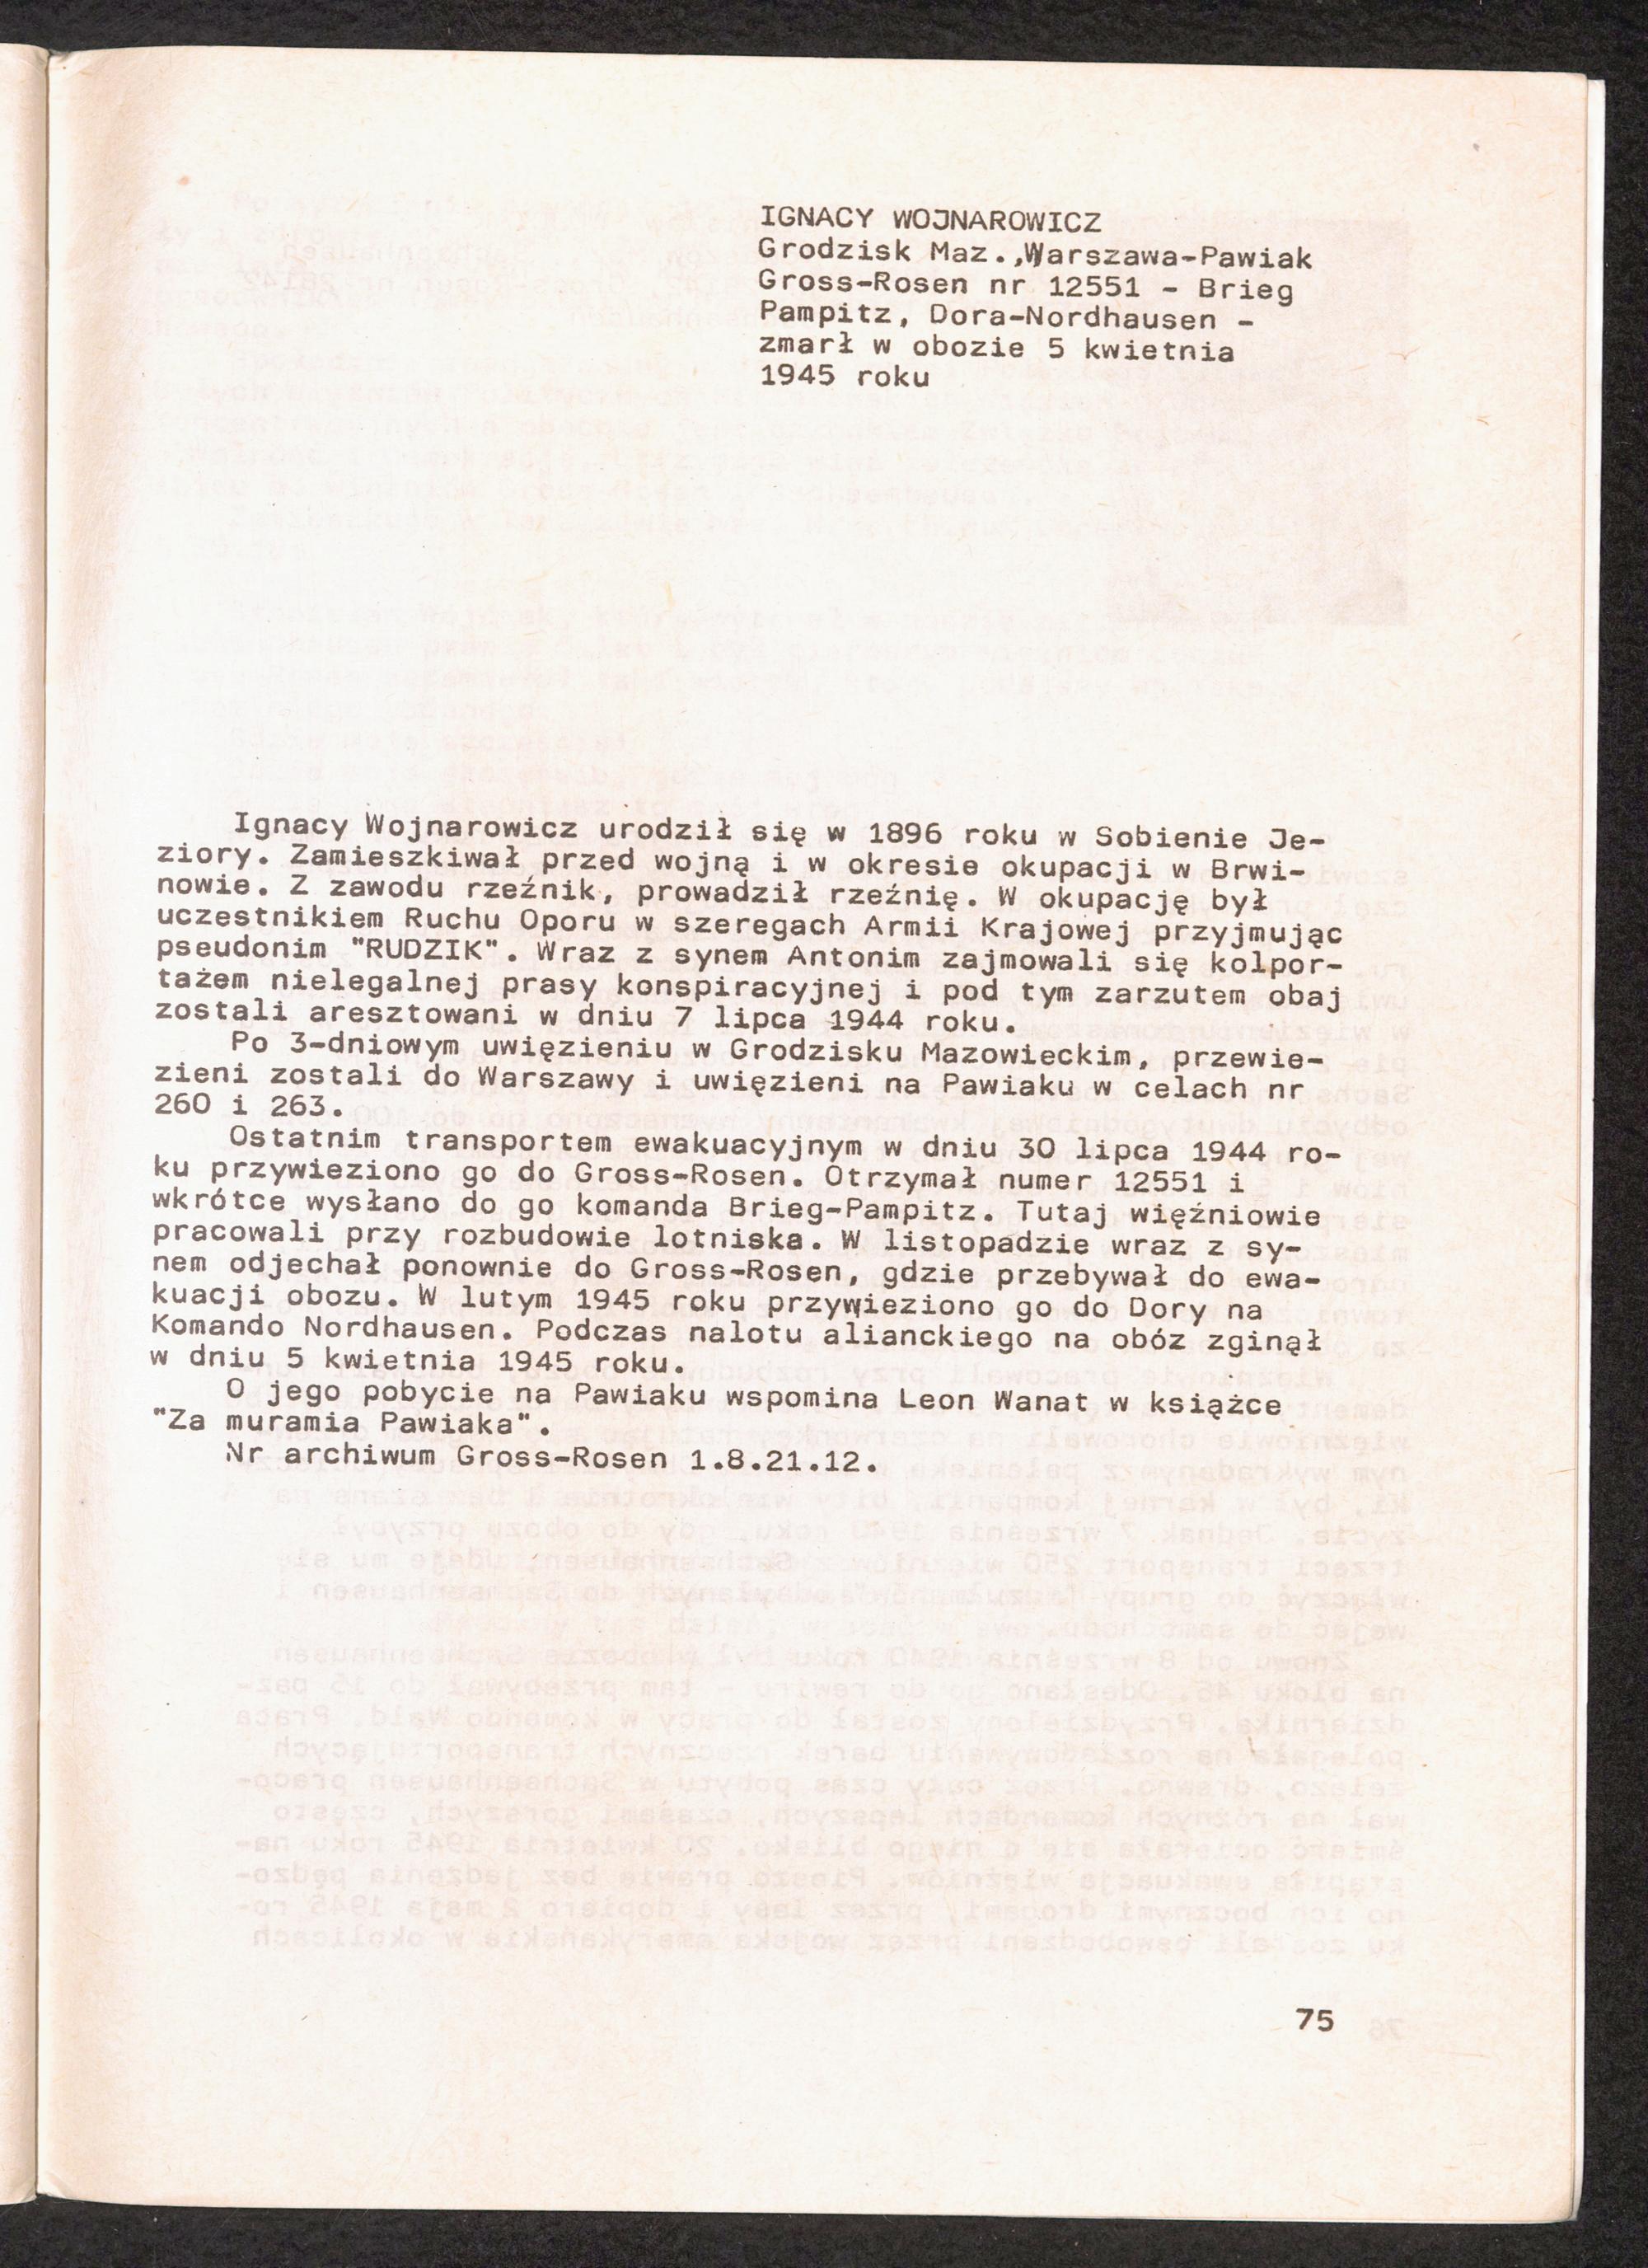 IGNACY WOJNAROWICZ
Grodzisk Maz.,Warszawa-Pawiak
Gross-Rosen nr 12551 - Brieg
Pampitz, Dora-Nordhausen -
zmarł w obozie 5 kwietnia
1945 roku
Ignacy Wojnarowicz urodził się w 1896 roku w Sobienie Je-
ziory. Zamieszkiwał przed wojną i w okresie okupacji w Brwi-
nowie. Z zawodu rzeźnik, prowadził rzeźnię. W okupację był
uczestnikiem Ruchu Oporu w szeregach Armii Krajowej przyjmując
pseudonim "RUDZIK". Wraz z synem Antonim zajmowali się kolpor-
tażem nielegalnej prasy konspiracyjnej i pod tym zarzutem obaj
zostali aresztowani w dniu 7 lipca 1944 roku.
Po 3-dniowym uwięzieniu w Grodzisku Mazowieckim, przewie-
zieni zostali do Warszawy i uwięzieni na Pawiaku w celach nr
260 i 263.
Ostatnim transportem ewakuacyjnym w dniu 30 lipca 1944 ro-
ku przywieziono go do Gross-Rosen. Otrzymał numer 12551 i
wkrótce wysłano do go komanda Brieg-Pampitz. Tutaj więźniowie
pracowali przy rozbudowie lotniska. W listopadzie wraz z sy-
nem odjechał ponownie do Gross-Rosen, gdzie przebywał do ewa-
kuacji obozu. W lutym 1945 roku przywieziono go do Dory na
Komando Nordhausen. Podczas nalotu alianckiego na obóz zginął
w dniu 5 kwietnia 1945 roku.
O jego pobycie na Pawiaku wspomina Leon Wanat w książce
"Za muramia Pawiaka".
Nr archiwum Gross-Rosen 1.8.21.12.
75